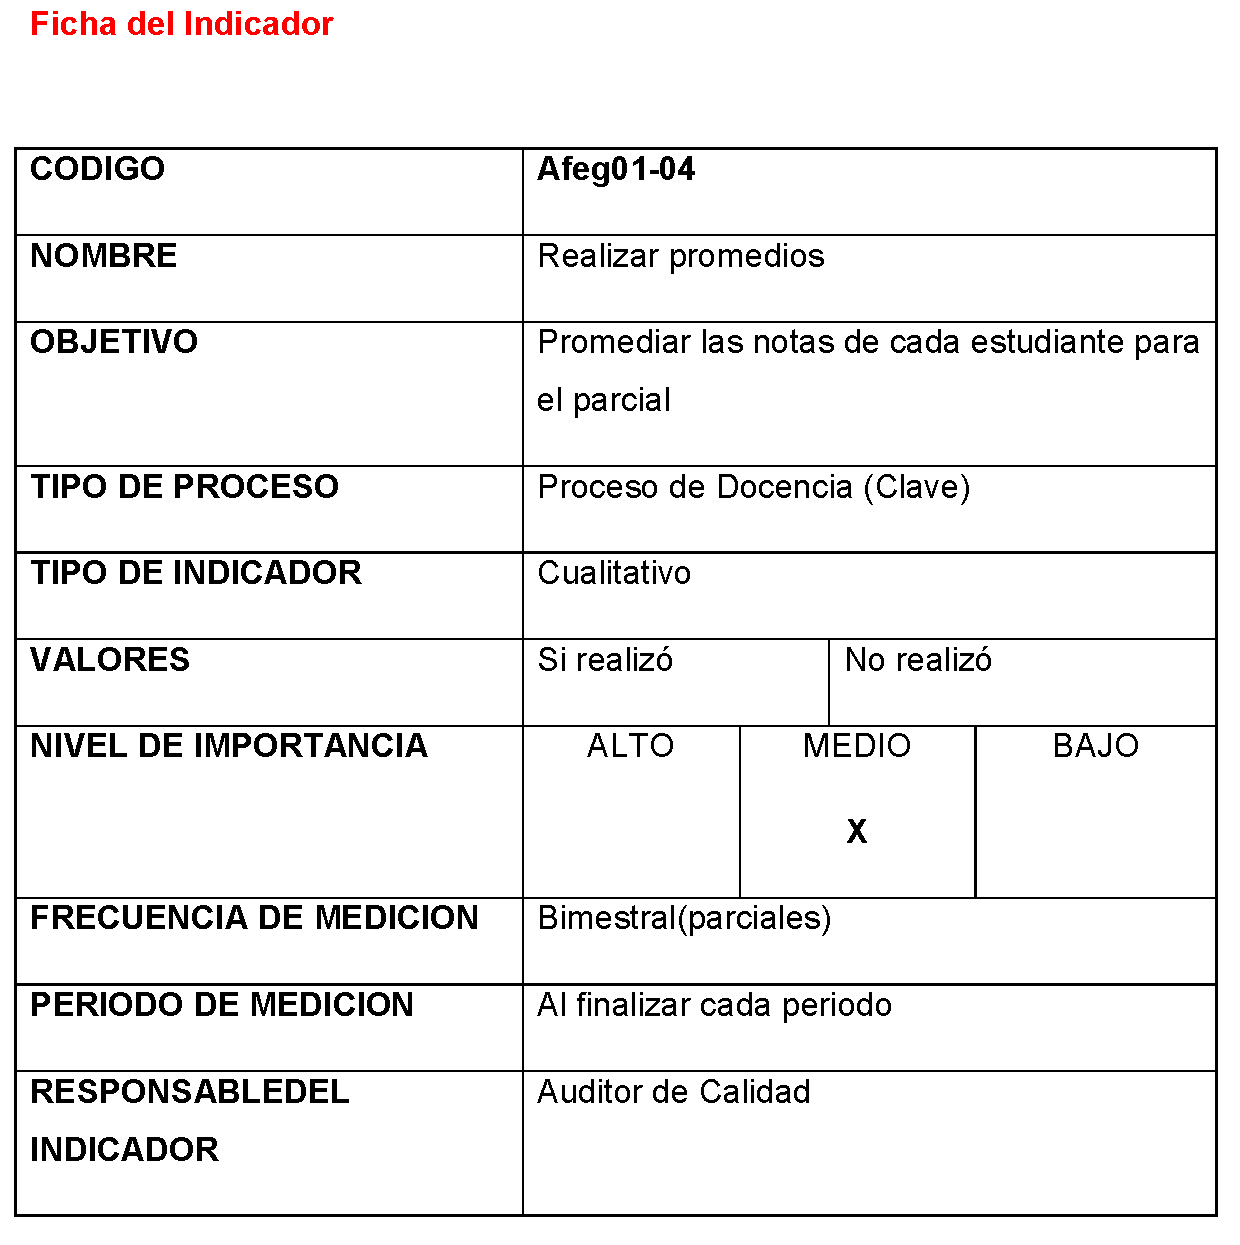 Ficha del Indicador
CODIGO Afeg01-04
NOMBRE Realizar promedios
OBJETIVO Promediar las notas de cada estudiante para
el parcial
TIPO DE PROCESO Proceso de Docencia (Clave)
TIPO DE INDICADOR Cualitativo
VALORES Si realizó No realizó
NIVEL DE IMPORTANCIA ALTO MEDIO BAJO
X
FRECUENCIA DE MEDICION Bimestral(parciales)
PERIODO DE MEDICION Al finalizar cada periodo
RESPONSABLEDEL Auditor de Calidad
INDICADOR